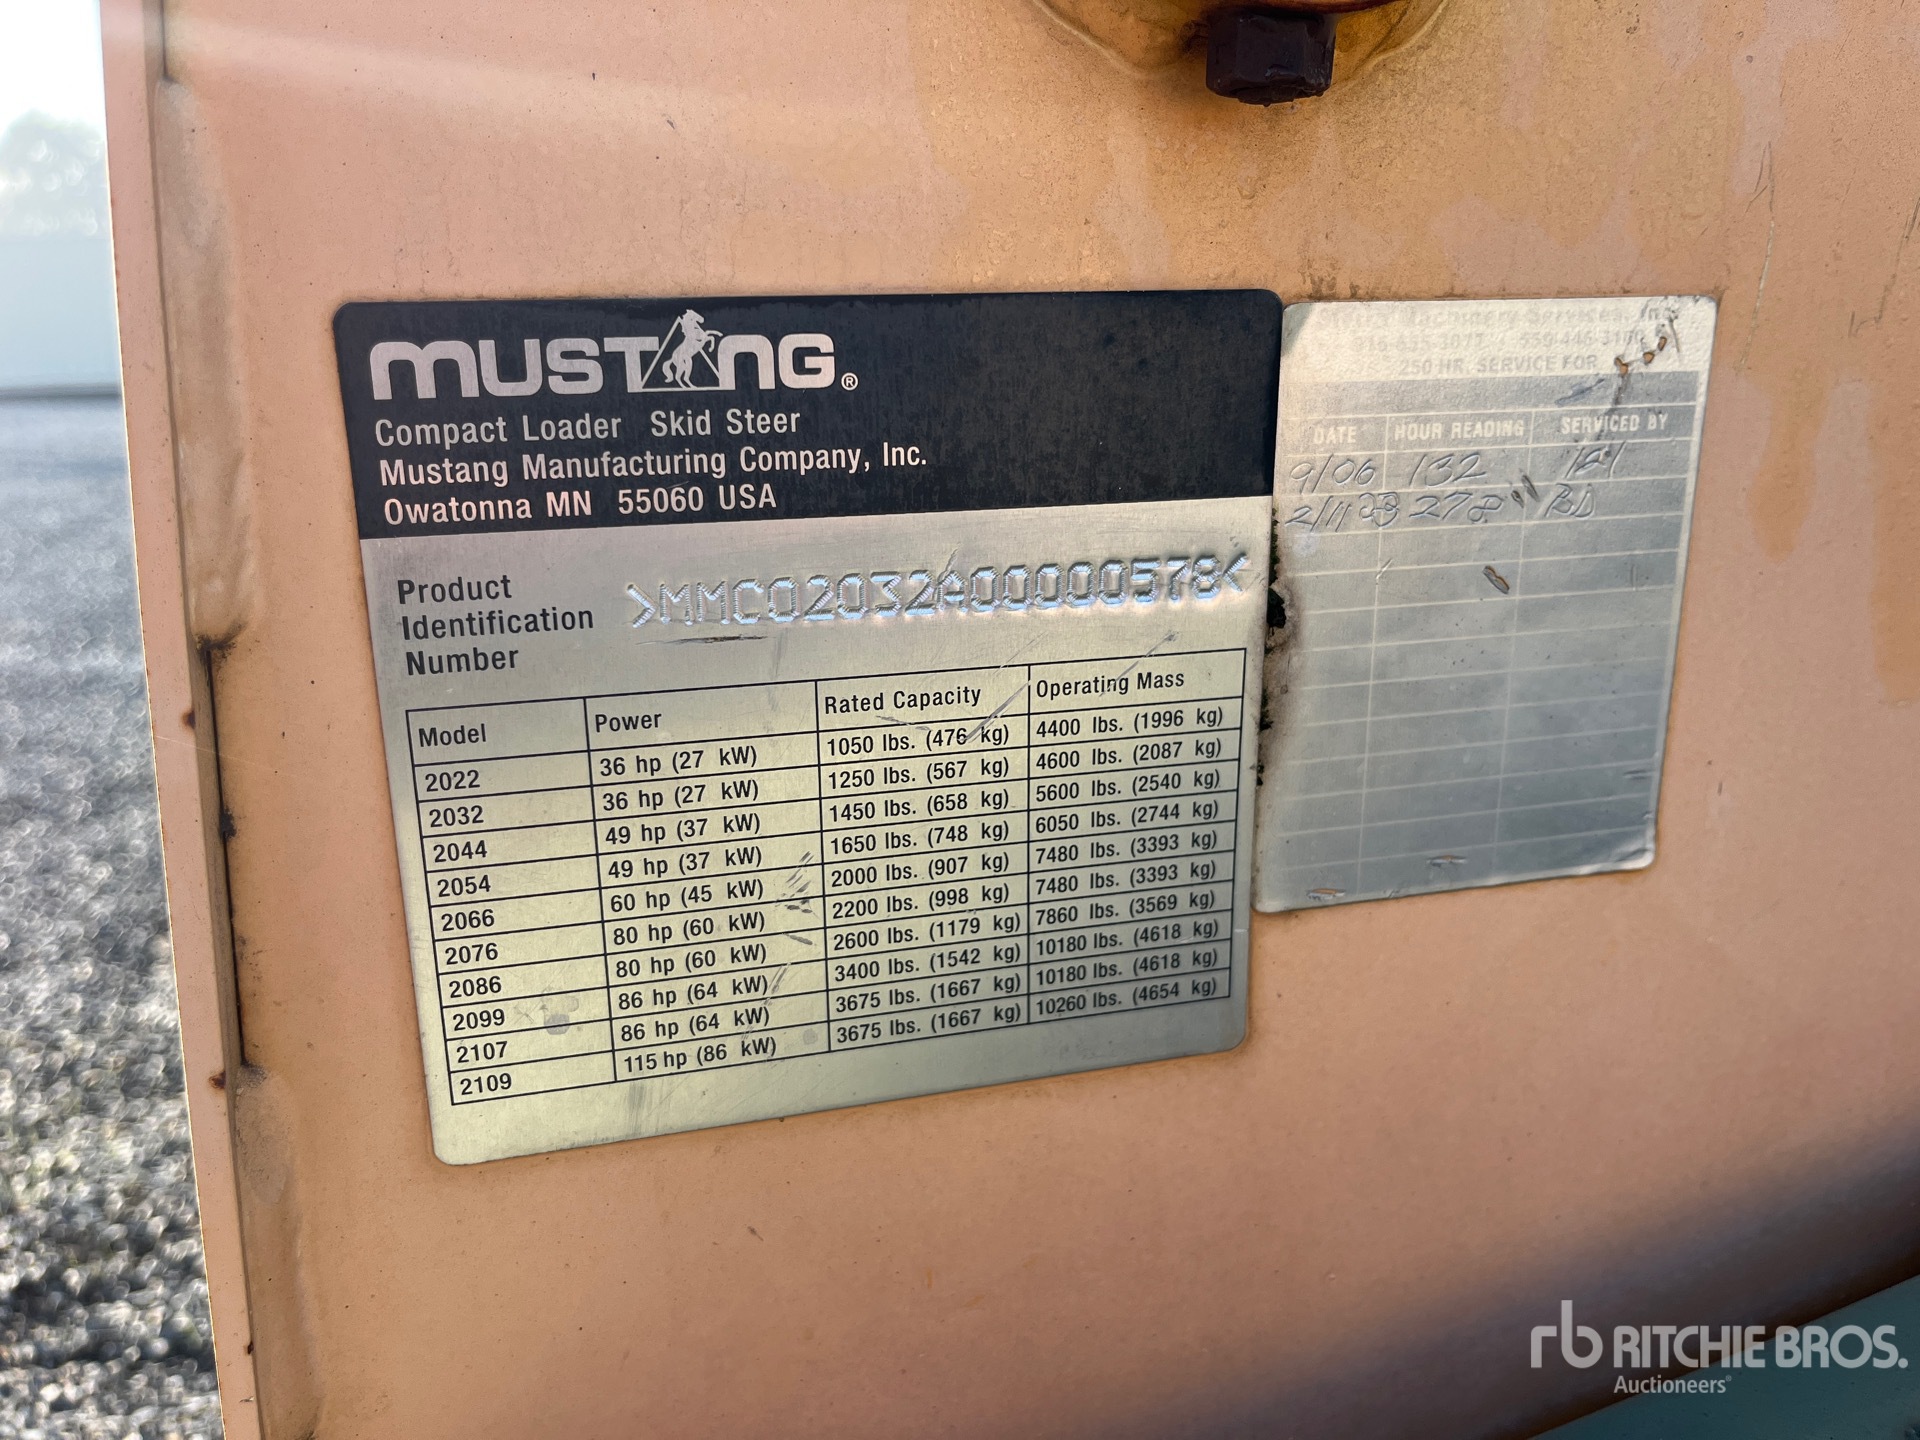 MUSTANG®
Compact Loader Skid Steer
Mustang Manufacturing Company, Inc.
Owatonna MN 55060 USA
Product
Identification
Number
>MMC02032A00000578<
Model Power Rated Capacity Operating Mass
2022 36 hp (27 kW) 1050 lbs. (476 kg) 4400 lbs. (1996 kg)
2032 36 hp (27 kW) 1250 lbs. (567 kg) 4600 lbs. (2087 kg)
2044 49 hp (37 kW) 1450 lbs. (658 kg) 5600 lbs. (2540 kg)
2054 49 hp (37 kW) 1650 lbs. (748 kg) 6050 lbs. (2744 kg)
2066 60 hp (45 kW) 2000 lbs. (907 kg) 7480 lbs. (3393 kg)
2076 80 hp (60 kW) 2200 lbs. (998 kg) 7480 lbs. (3393 kg)
2086 80 hp (60 kW) 2600 lbs. (1179 kg) 7860 lbs. (3569 kg)
2099 86 hp (64 kW) 3400 lbs. (1542 kg) 10180 lbs. (4618 kg)
2107 86 hp (64 kW) 3675 lbs. (1667 kg) 10180 lbs. (4618 kg)
2109 115 hp (86 kW) 3675 lbs. (1667 kg) 10260 lbs. (4654 kg)
Machinery Services, Inc.
250 HR. SERVICE FOR
DATE HOUR READING SERVICED BY
9/06 132
278 BD
rb RITCHIE BROS.
Auctioneers®